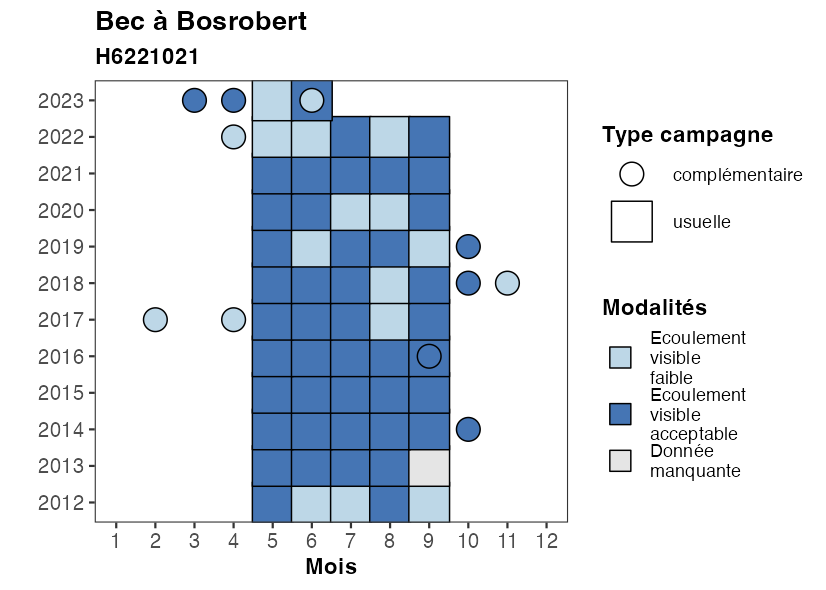 Bec à Bosrobert
H6221021
2023
2022
2021
2020
2019
2018
2017
2016
2015
2014
2013
2012
1 2 3 4 5 6 7 8 9 10 11 12
Mois
Type campagne
complémentaire
usuelle
Modalités
Ecoulement
visible
faible
Ecoulement
visible
acceptable
Donnée
manquante